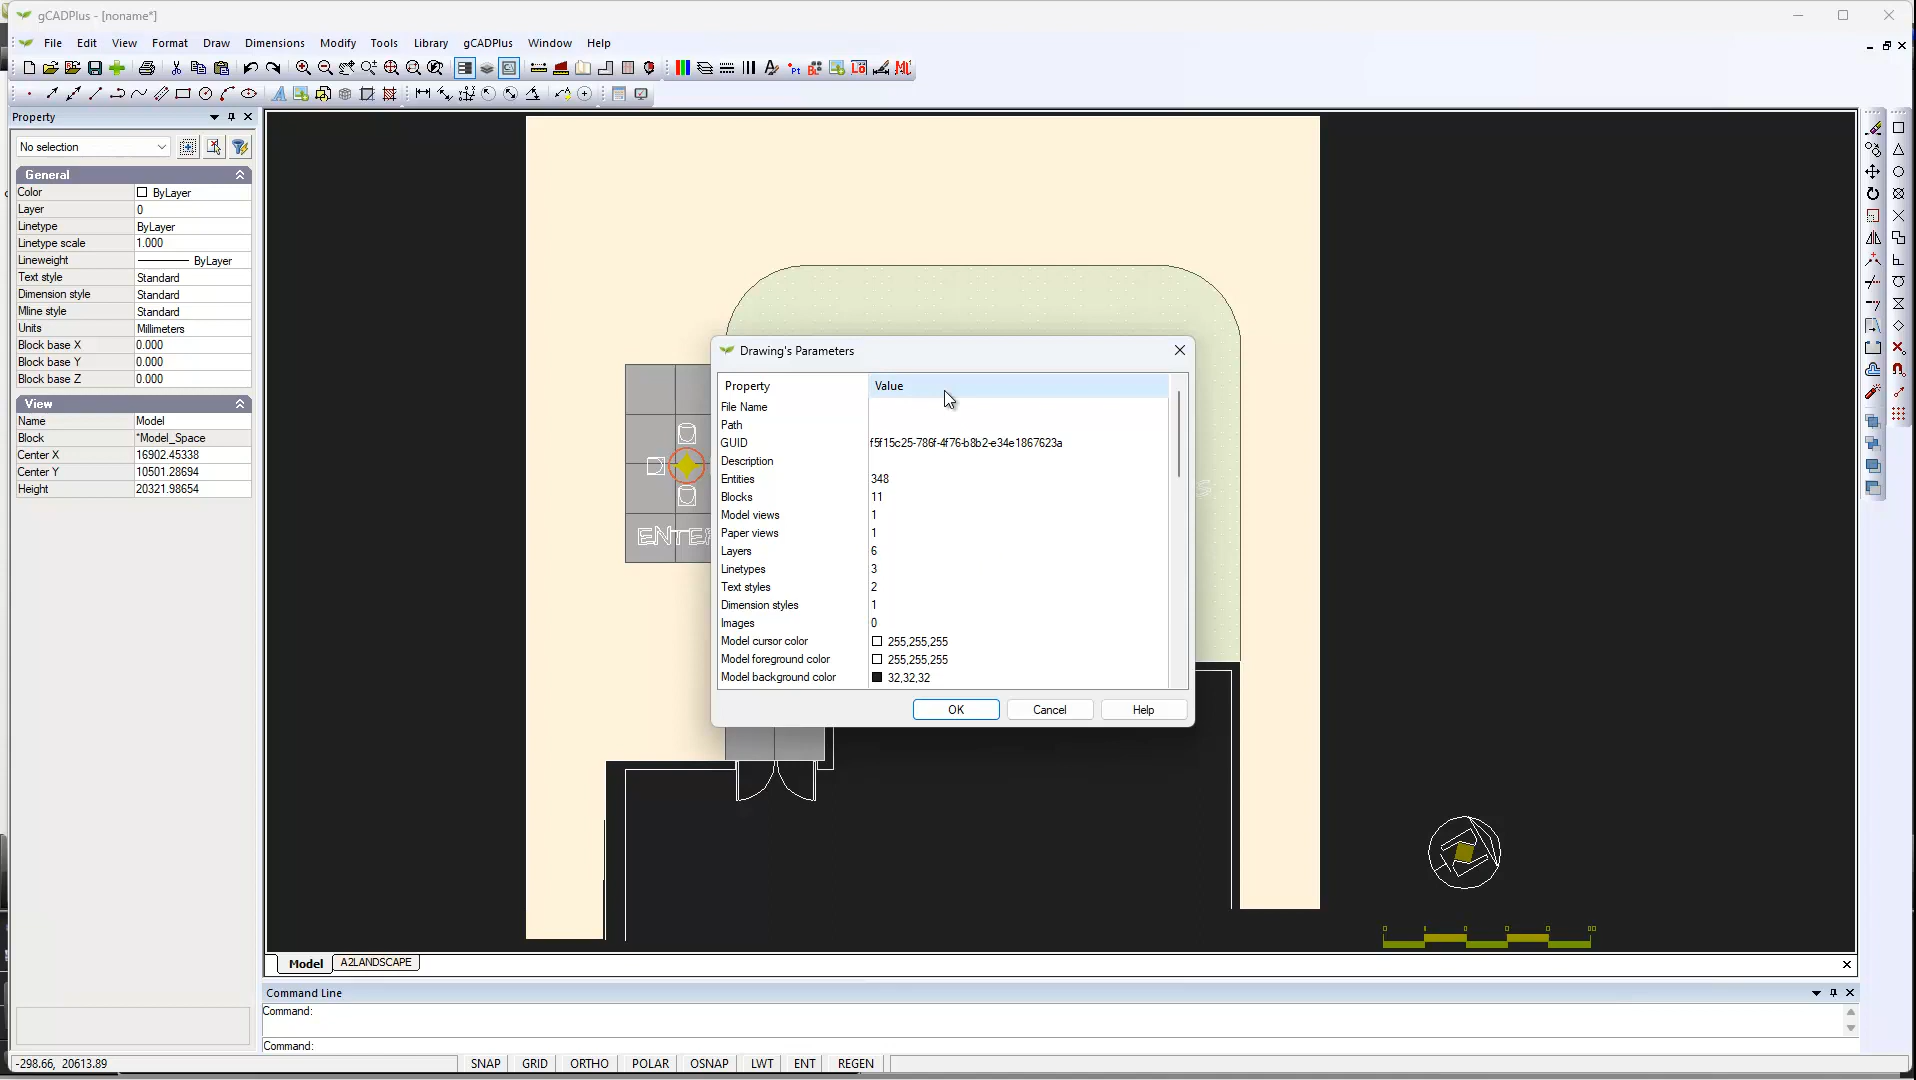 gCADPlus - [noname*]
File Edit View Format Draw Dimensions Modify Tools Library gCADPlus Window Help
Property
No selection
General
Color ByLayer
Layer 0
Linetype ByLayer
Linetype scale 1.000
Lineweight ByLayer
Text style Standard
Dimension style Standard
Mline style Standard
Units Millimeters
Block base X 0.000
Block base Y 0.000
Block base Z 0.000
View
Name Model
Block *Model_Space
Center X 16902.45338
Center Y 10501.28694
Height 20321.98654
ENTER
Drawing's Parameters
Property Value
File Name
Path
GUID f5f15c25-786f-4f76-b8b2-e34e1867623a
Description
Entities 348
Blocks 11
Model views 1
Paper views 1
Layers 6
Linetypes 3
Text styles 2
Dimension styles 1
Images 0
Model cursor color 255,255,255
Model foreground color 255,255,255
Model background color 32,32,32
OK Cancel Help
Model A2LANDSCAPE
Command Line
Command:
Command:
-298.66, 20613.89 SNAP GRID ORTHO POLAR OSNAP LWT ENT REGEN